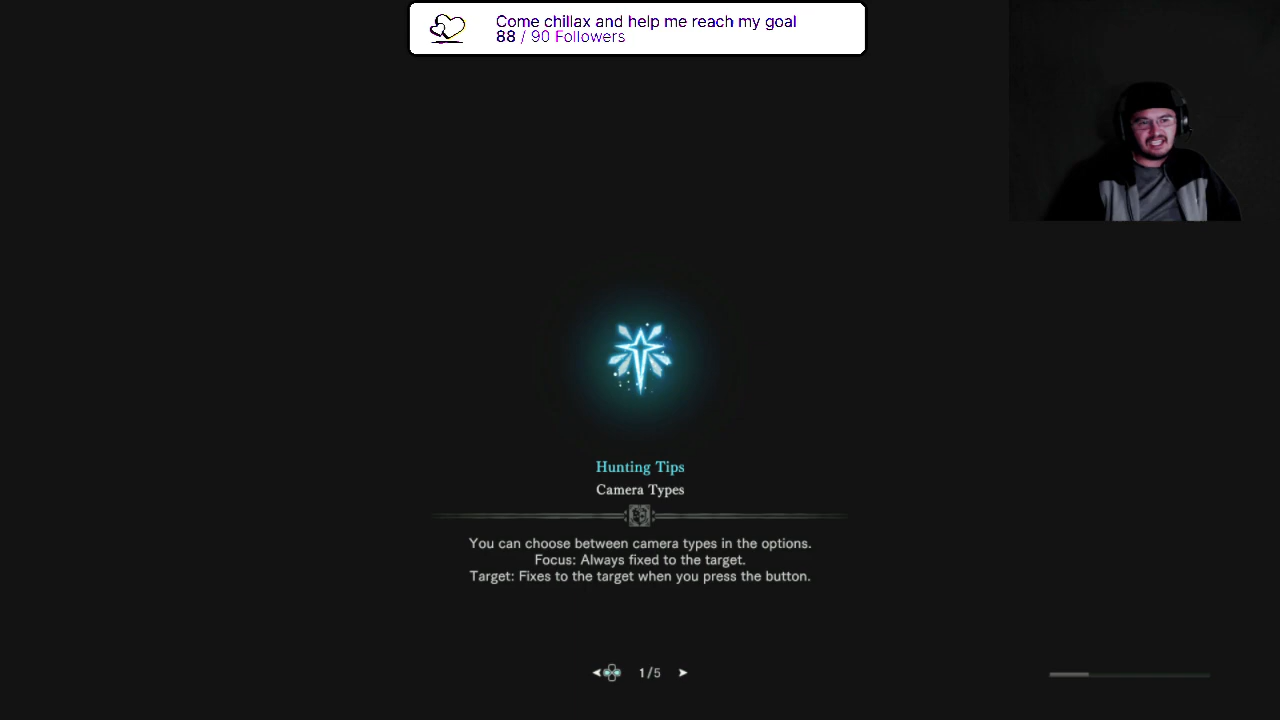 Come chillax and help me reach my goal
88 / 90 Followers
Hunting Tips
Camera Types
You can choose between camera types in the options.
Focus: Always fixed to the target.
Target: Fixes to the target when you press the button.
1/5